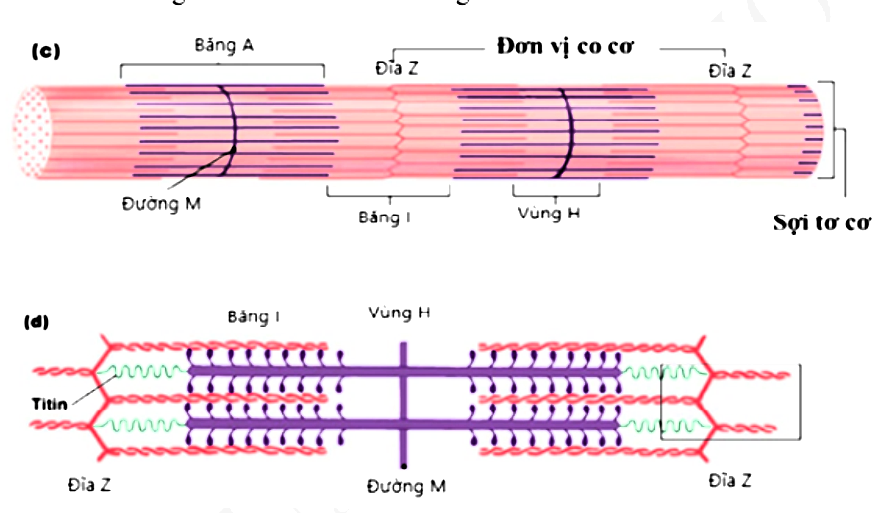 (c)
Băng A
Đơn vị co cơ
Đĩa Z
Đĩa Z
Đường M
Băng I
Vùng H
Sợi tơ cơ
(d)
Băng I
Vùng H
Titin
Đĩa Z
Đường M
Đĩa Z